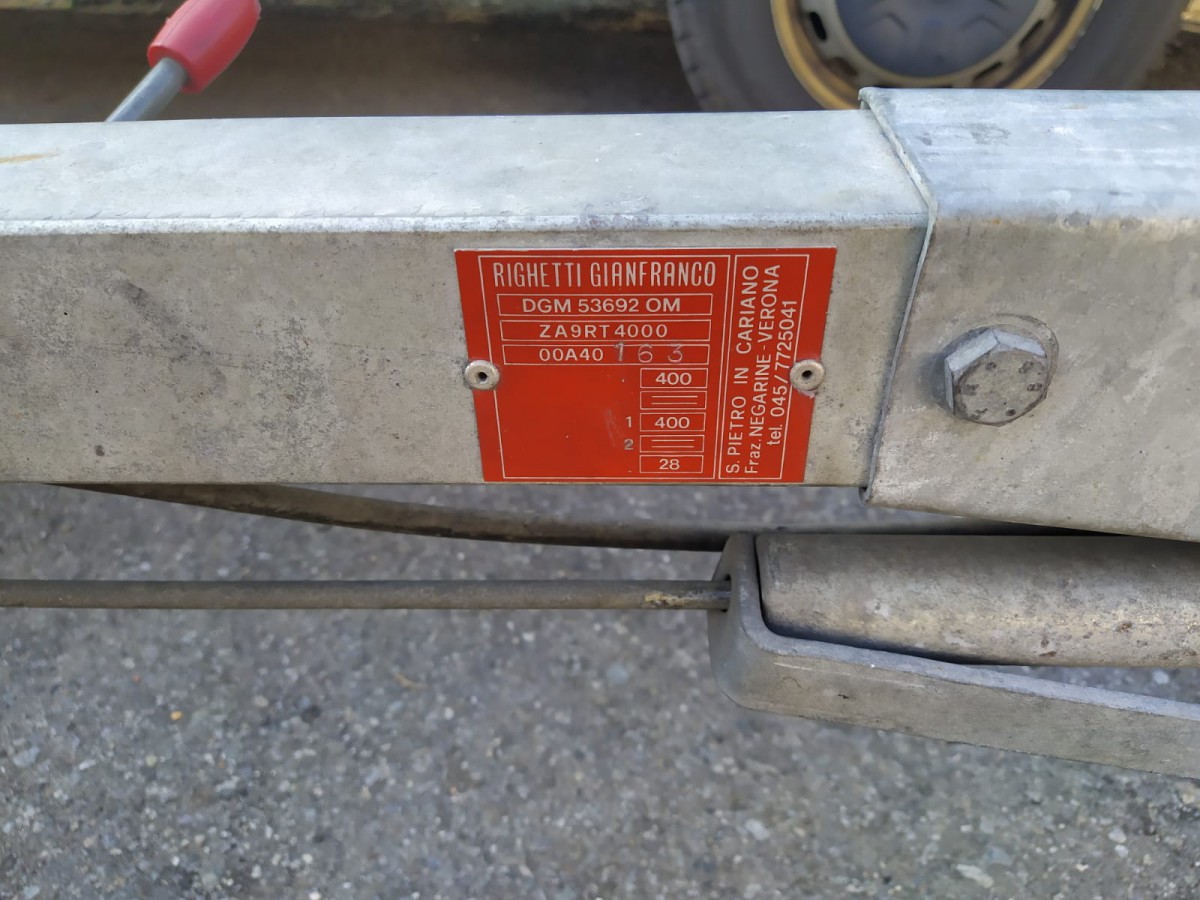 RIGHETTI GIANFRANCO
DGM 53692 OM
ZA9RT4000
00A40 163
400
1 400
2
28
S. PIETRO IN CARIANO
Fraz. NEGARINE - VERONA
tel. 045/7725041